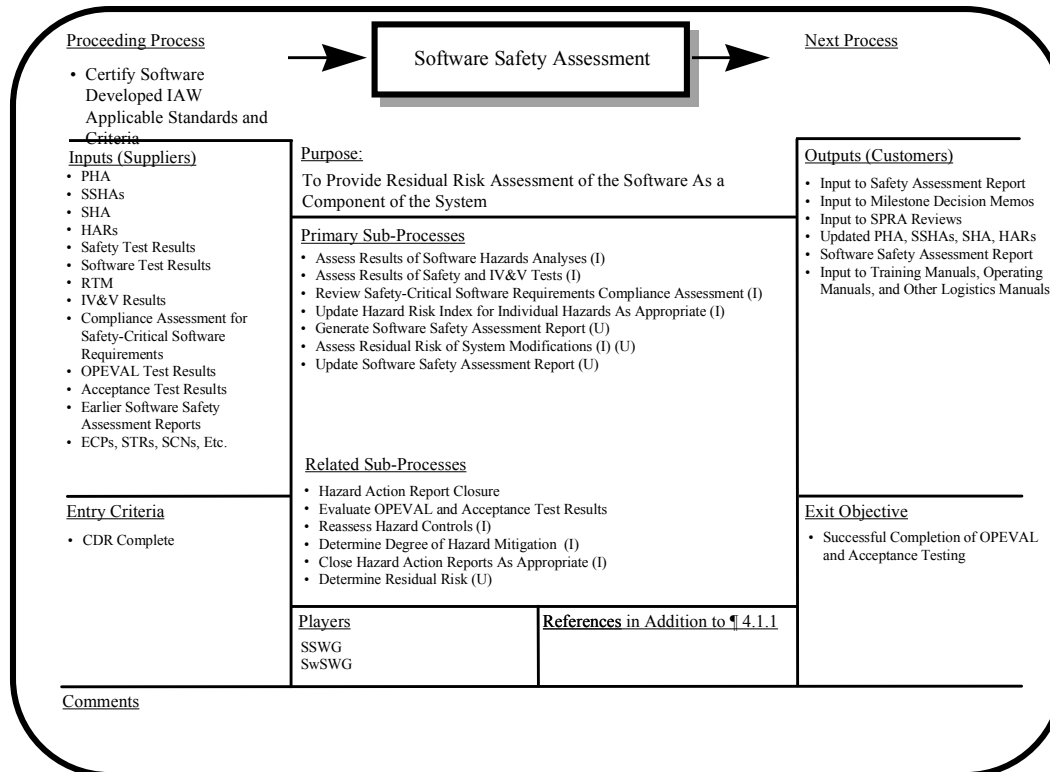 Proceeding Process
• Certify Software
Developed IAW
Applicable Standards and
Criteria
Software Safety Assessment
Next Process
Inputs (Suppliers)
• PHA
• SSHAs
• SHA
• HARs
• Safety Test Results
• Software Test Results
• RTM
• IV&V Results
• Compliance Assessment for
Safety-Critical Software
Requirements
• OPEVAL Test Results
• Acceptance Test Results
• Earlier Software Safety
Assessment Reports
• ECPs, STRs, SCNs, Etc.
Purpose:
To Provide Residual Risk Assessment of the Software As a
Component of the System
Primary Sub-Processes
• Assess Results of Software Hazards Analyses (I)
• Assess Results of Safety and IV&V Tests (I)
• Review Safety-Critical Software Requirements Compliance Assessment (I)
• Update Hazard Risk Index for Individual Hazards As Appropriate (I)
• Generate Software Safety Assessment Report (U)
• Assess Residual Risk of System Modifications (I) (U)
• Update Software Safety Assessment Report (U)
Related Sub-Processes
• Hazard Action Report Closure
• Evaluate OPEVAL and Acceptance Test Results
• Reassess Hazard Controls (I)
• Determine Degree of Hazard Mitigation (I)
• Close Hazard Action Reports As Appropriate (I)
• Determine Residual Risk (U)
Outputs (Customers)
• Input to Safety Assessment Report
• Input to Milestone Decision Memos
• Input to SPRA Reviews
• Updated PHA, SSHAs, SHA, HARs
• Software Safety Assessment Report
• Input to Training Manuals, Operating
Manuals, and Other Logistics Manuals
Entry Criteria
• CDR Complete
Exit Objective
• Successful Completion of OPEVAL
and Acceptance Testing
Players
SSWG
SwSWG
References in Addition to ¶ 4.1.1
Comments